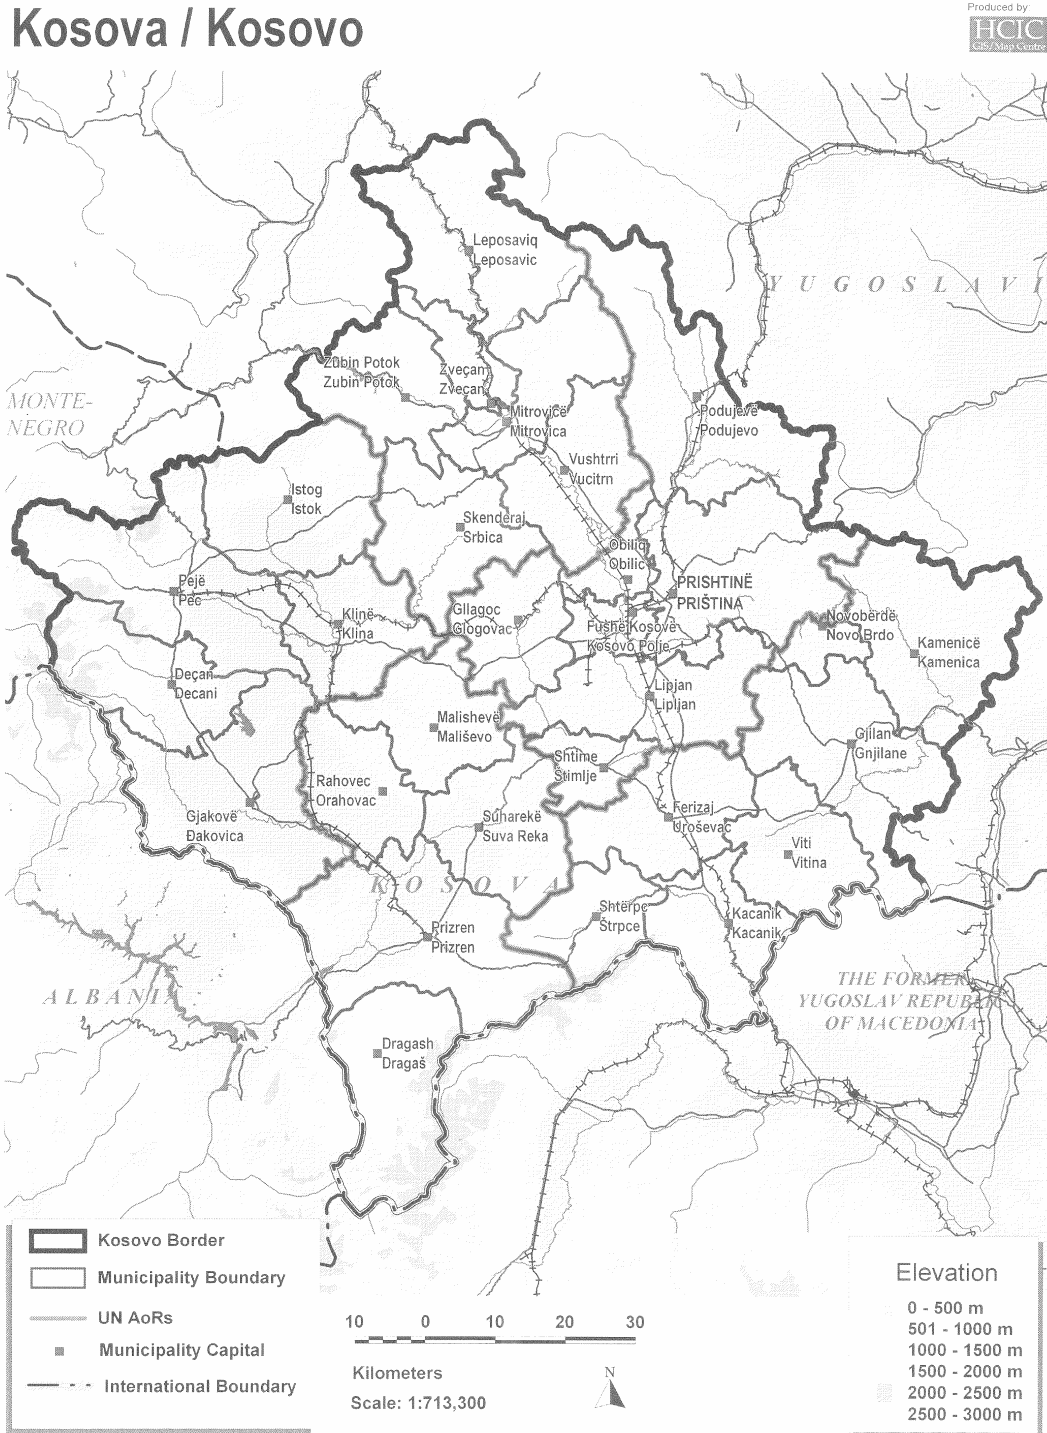 Kosova / Kosovo
Produced by:
HCIC
GIS/Map Centre
Leposaviq
Leposavic
YUGOSLAVI
Zubin Potok
Zubin Potok
Zveçan
Zvecan
MONTE-
NEGRO
Mitrovicë
Mitrovica
Podujevë
Podujevo
Vushtrri
Vucitrn
Istog
Istok
Skenderaj
Srbica
Obiliq
Obilic
Pejë
Pec
PRISHTINË
PRIŠTINA
Klinë
Klina
Gllagoc
Glogovac
Fushë Kosovë
Kosovo Polje
Novobërdë
Novo Brdo
Kamenicë
Kamenica
Deçan
Decani
Lipjan
Lipljan
Malishevë
Mališevo
Gjilan
Gnjilane
Shtime
Štimlje
Rahovec
Orahovac
Gjakovë
Đakovica
Suharekë
Suva Reka
Ferizaj
Uroševac
Viti
Vitina
KOSOVA
Shtërpc
Štrpce
Kacanik
Kacanik
Prizren
Prizren
ALBANIA
THE FORMER
YUGOSLAV REPUBLIC
OF MACEDONIA
Dragash
Dragaš
Kosovo Border
Municipality Boundary
UN AoRs
Municipality Capital
International Boundary
10 0 10 20 30
Kilometers
Scale: 1:713,300
N
Elevation
0 - 500 m
501 - 1000 m
1000 - 1500 m
1500 - 2000 m
2000 - 2500 m
2500 - 3000 m